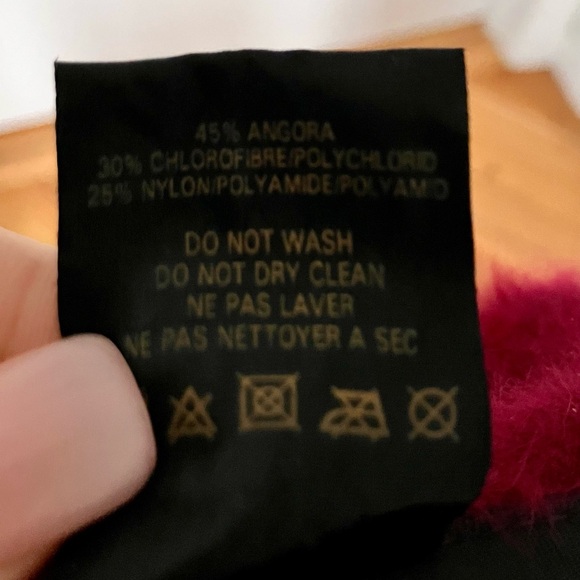 45% ANGORA
30% CHLOROFIBRE/POLYCHLORID
25% NYLON/POLYAMIDE/POLYAMID
DO NOT WASH
DO NOT DRY CLEAN
NE PAS LAVER
NE PAS NETTOYER A SEC